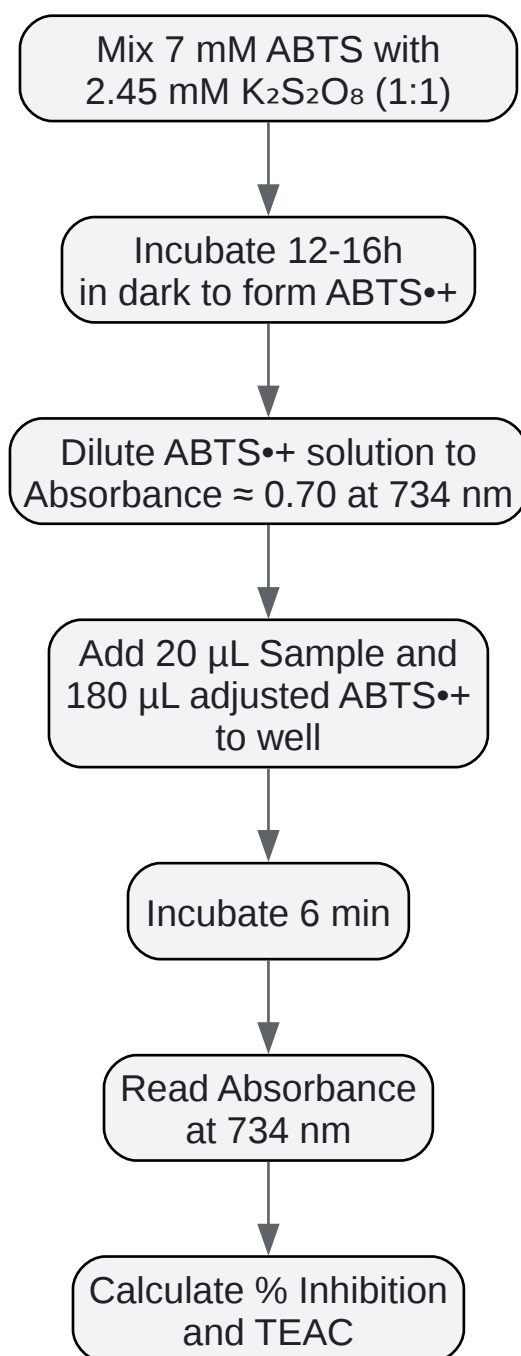 Mix 7 mM ABTS with
2.45 mM K₂S₂O₈ (1:1)
Incubate 12-16h
in dark to form ABTS•+
Dilute ABTS•+ solution to
Absorbance ≈ 0.70 at 734 nm
Add 20 µL Sample and
180 µL adjusted ABTS•+
to well
Incubate 6 min
Read Absorbance
at 734 nm
Calculate % Inhibition
and TEAC